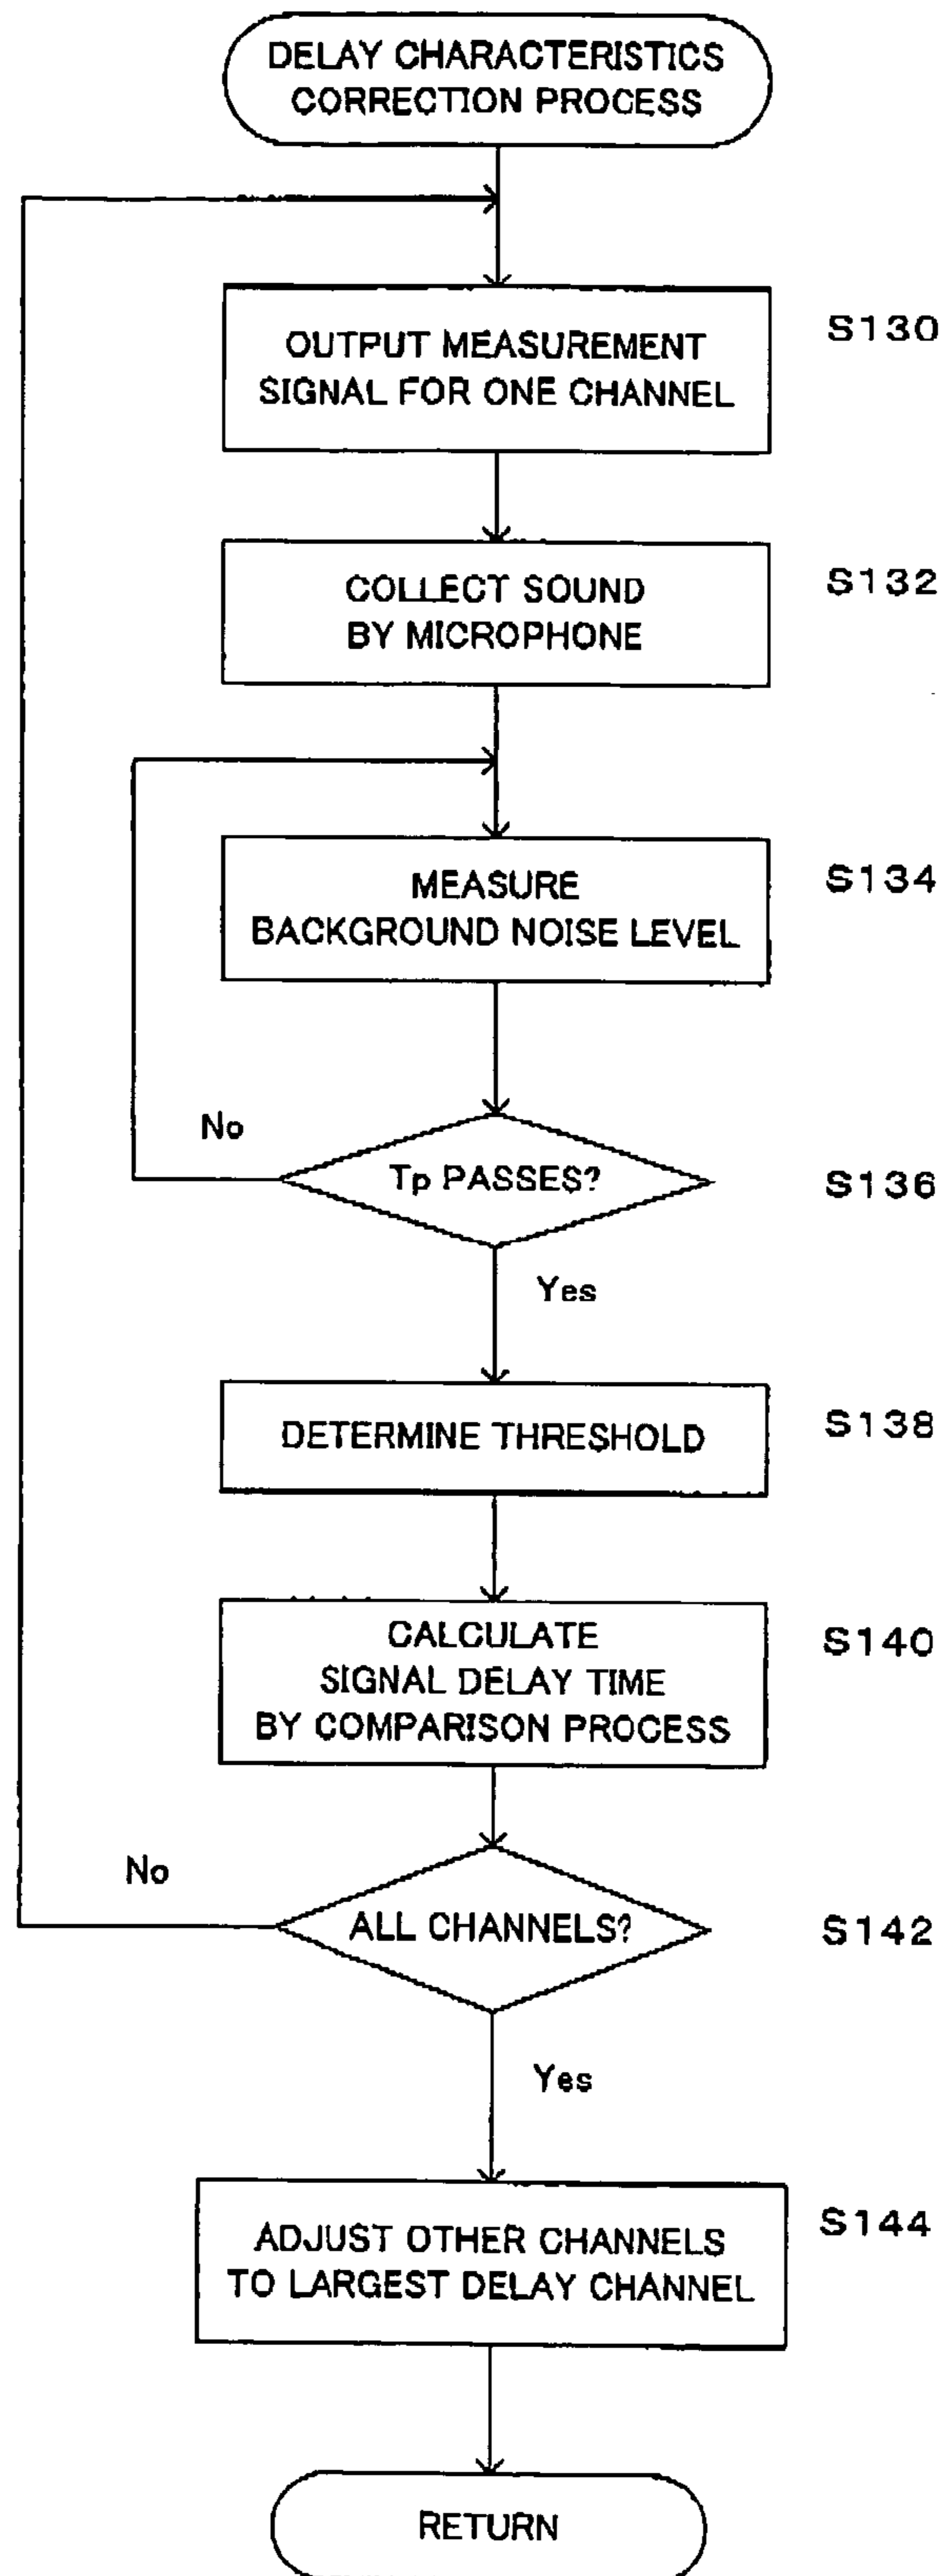 DELAY CHARACTERISTICS
CORRECTION PROCESS
OUTPUT MEASUREMENT
SIGNAL FOR ONE CHANNEL
S130
COLLECT SOUND
BY MICROPHONE
S132
MEASURE
BACKGROUND NOISE LEVEL
S134
No
Tp PASSES?
S136
Yes
DETERMINE THRESHOLD
S138
CALCULATE
SIGNAL DELAY TIME
BY COMPARISON PROCESS
S140
No
ALL CHANNELS?
S142
Yes
ADJUST OTHER CHANNELS
TO LARGEST DELAY CHANNEL
S144
RETURN